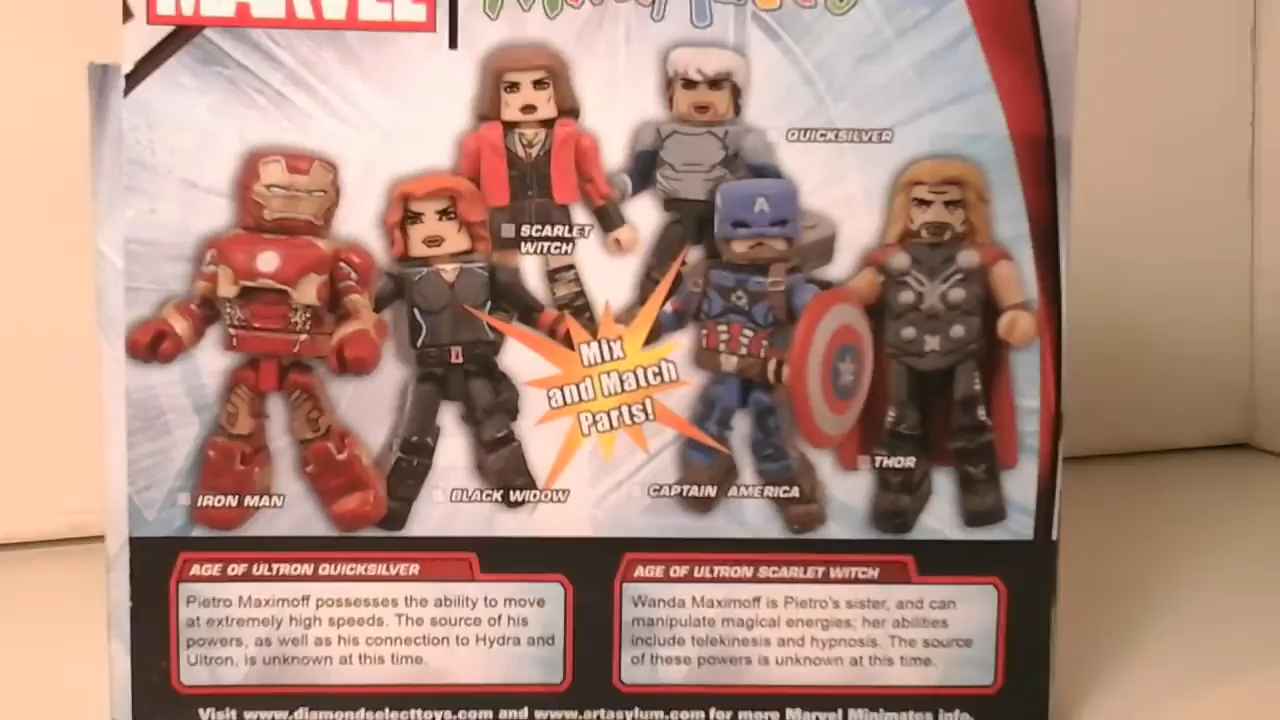 MARVEL
MiniMates
QUICKSILVER
SCARLET
WITCH
Mix
and Match
Parts!
THOR
IRON MAN
BLACK WIDOW
CAPTAIN AMERICA
AGE OF ULTRON QUICKSILVER
Pietro Maximoff possesses the ability to move
at extremely high speeds. The source of his
powers, as well as his connection to Hydra and
Ultron, is unknown at this time.
AGE OF ULTRON SCARLET WITCH
Wanda Maximoff is Pietro's sister, and can
manipulate magical energies; her abilities
include telekinesis and hypnosis. The source
of these powers is unknown at this time.
Visit www.diamondselecttoys.com and www.artasylum.com for more Marvel Minimates info.
A